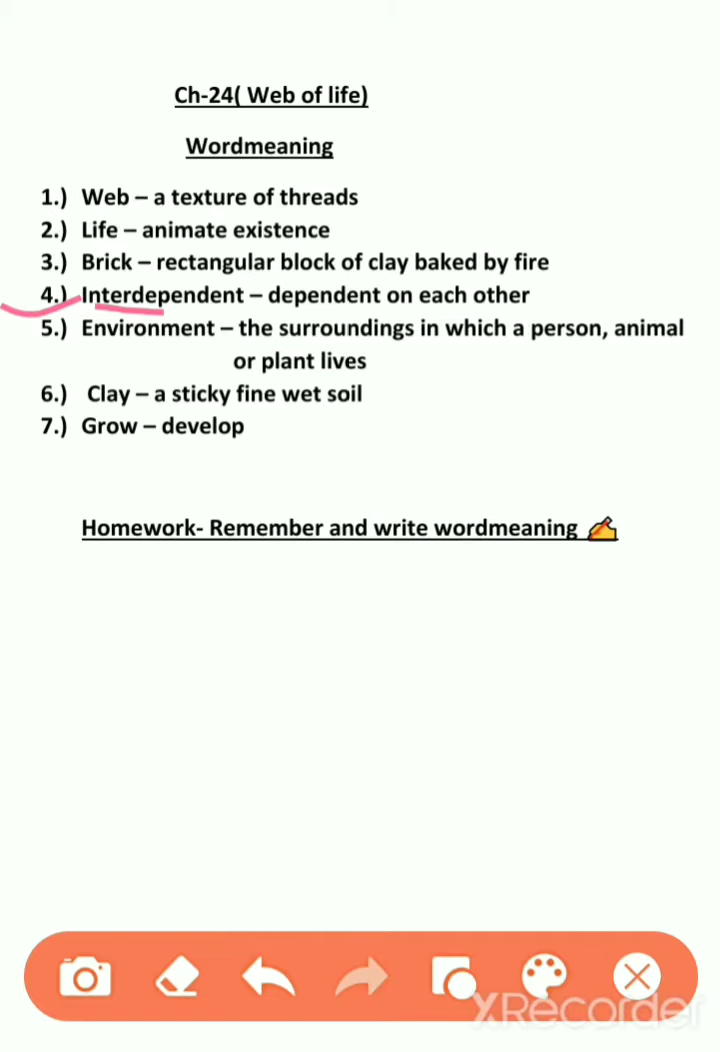 Ch-24( Web of life)
Wordmeaning
1.) Web – a texture of threads
2.) Life – animate existence
3.) Brick – rectangular block of clay baked by fire
4.) Interdependent – dependent on each other
5.) Environment – the surroundings in which a person, animal
or plant lives
6.) Clay – a sticky fine wet soil
7.) Grow – develop
Homework- Remember and write wordmeaning ✍
XRecorder